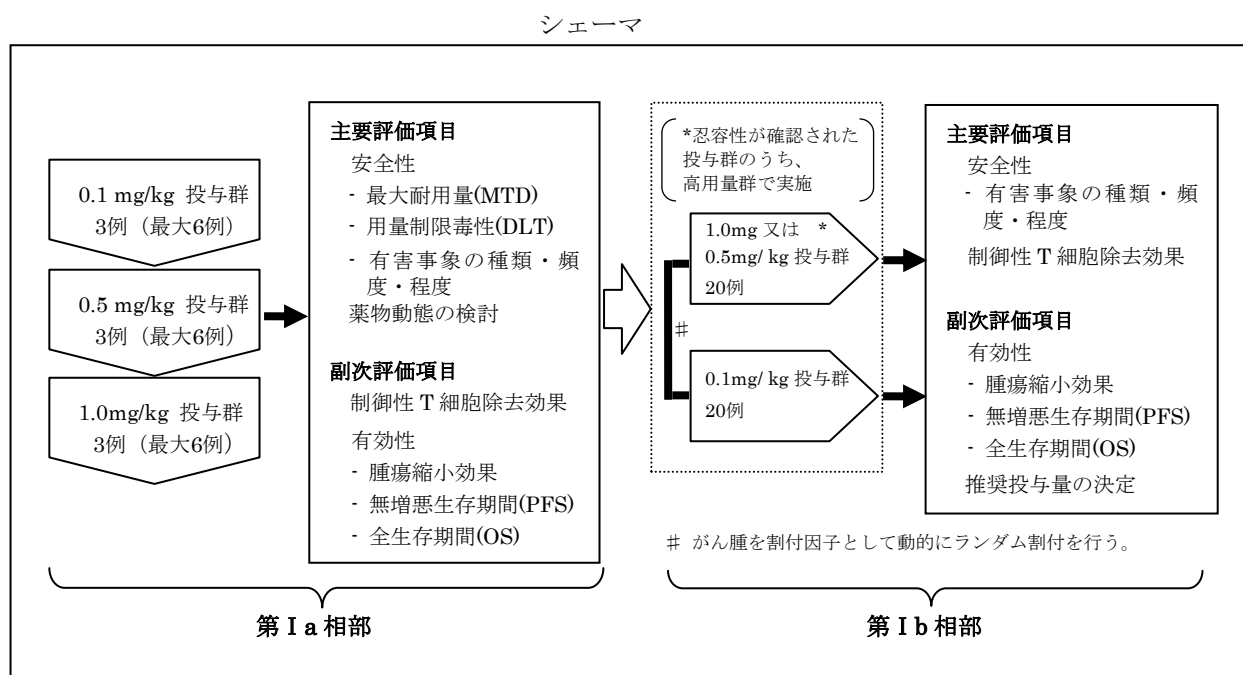 シェーマ
0.1 mg/kg 投与群
3例（最大6例）
0.5 mg/kg 投与群
3例（最大6例）
1.0mg/kg 投与群
3例（最大6例）
主要評価項目
安全性
- 最大耐用量(MTD)
- 用量制限毒性(DLT)
- 有害事象の種類・頻
度・程度
薬物動態の検討
副次評価項目
制御性 T 細胞除去効果
有効性
- 腫瘍縮小効果
- 無増悪生存期間(PFS)
- 全生存期間(OS)
第Ⅰa 相部
*忍容性が確認された
投与群のうち、
高用量群で実施
1.0mg 又は *
0.5mg/ kg 投与群
20例
＃
0.1mg/ kg 投与群
20例
主要評価項目
安全性
- 有害事象の種類・頻
度・程度
制御性 T 細胞除去効果
副次評価項目
有効性
- 腫瘍縮小効果
- 無増悪生存期間(PFS)
- 全生存期間(OS)
推奨投与量の決定
＃ がん腫を割付因子として動的にランダム割付を行う。
第Ⅰb 相部